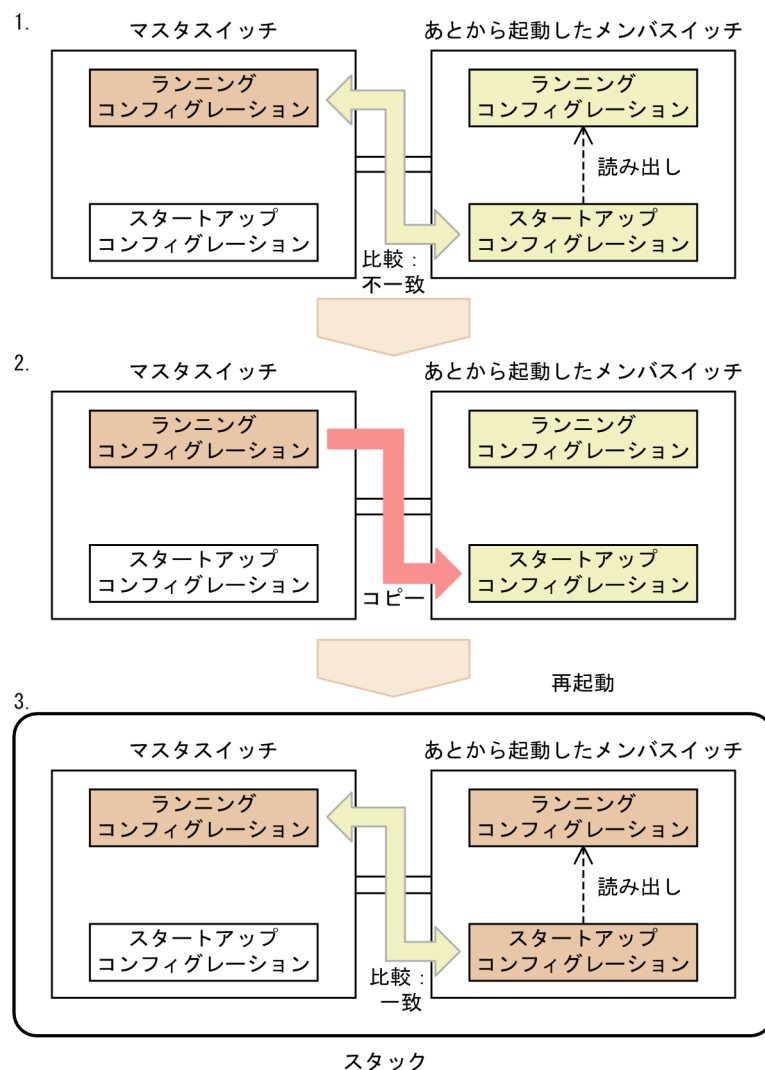 1.
マスタスイッチ
あとから起動したメンバスイッチ
ランニング
コンフィグレーション
ランニング
コンフィグレーション
読み出し
スタートアップ
コンフィグレーション
スタートアップ
コンフィグレーション
比較：
不一致
2.
マスタスイッチ
あとから起動したメンバスイッチ
ランニング
コンフィグレーション
ランニング
コンフィグレーション
スタートアップ
コンフィグレーション
スタートアップ
コンフィグレーション
コピー
再起動
3.
マスタスイッチ
あとから起動したメンバスイッチ
ランニング
コンフィグレーション
ランニング
コンフィグレーション
読み出し
スタートアップ
コンフィグレーション
スタートアップ
コンフィグレーション
比較：
一致
スタック